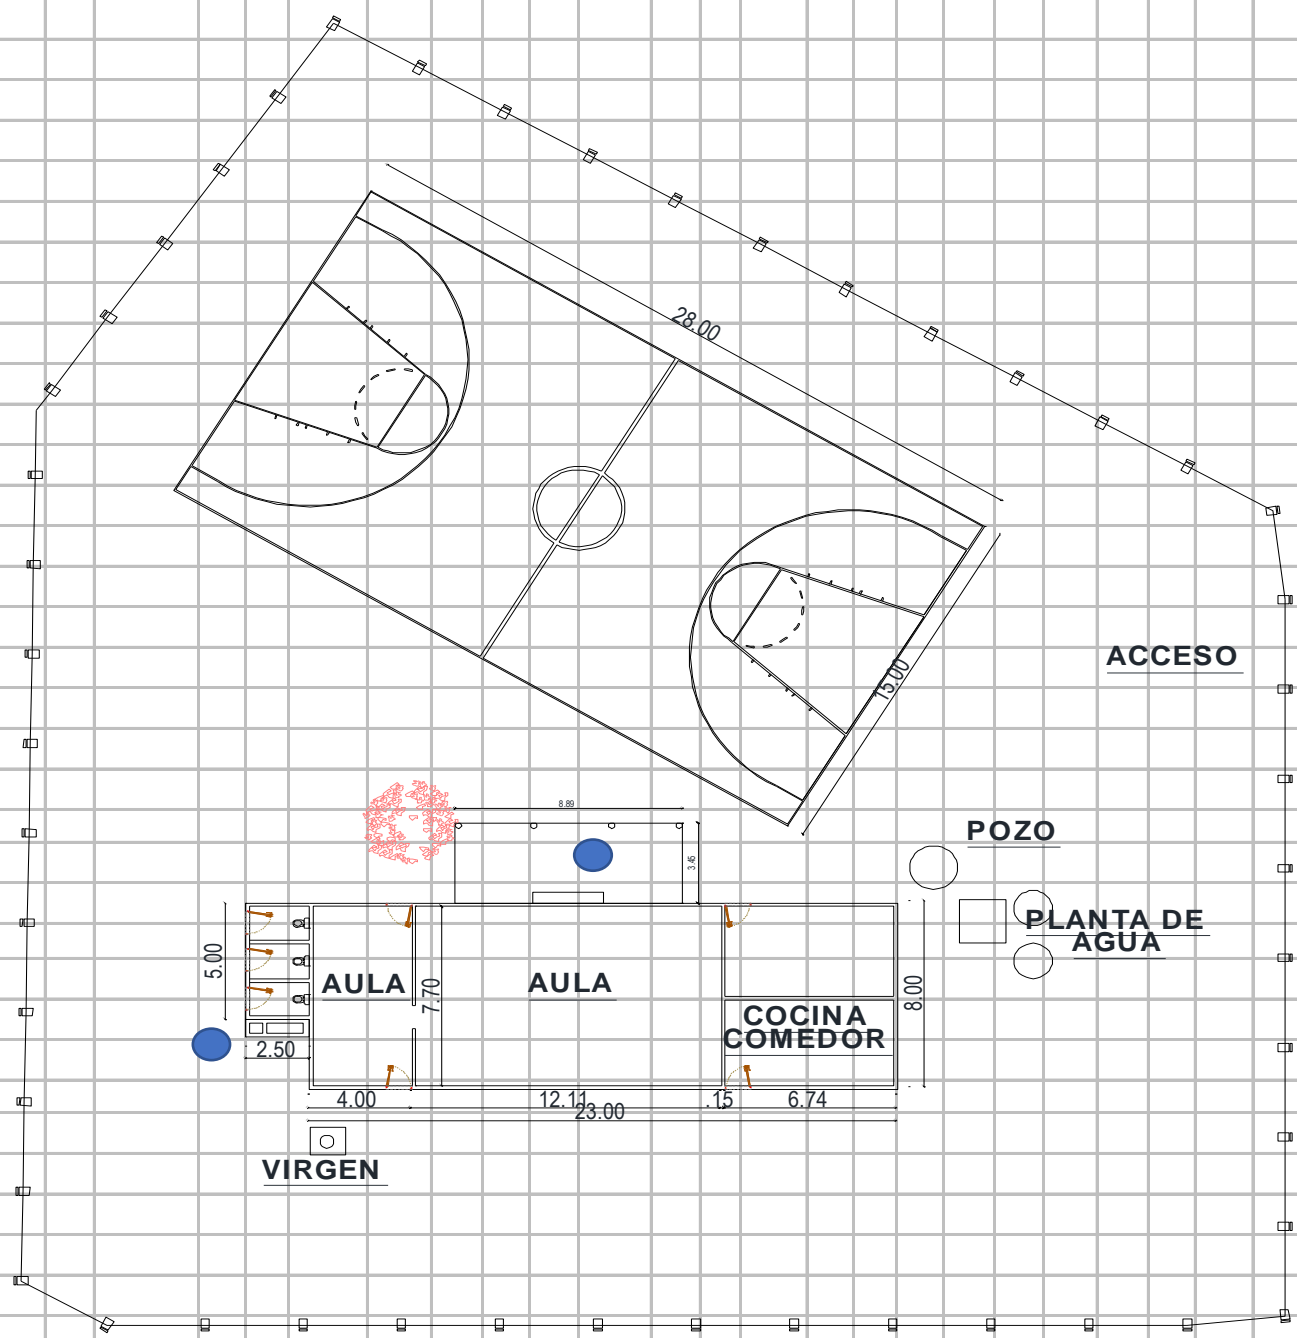 28.00
ACCESO
15.00
8.89
POZO
3.45
PLANTA DE
AGUA
5.00
AULA
7.70
AULA
8.00
COCINA
COMEDOR
2.50
4.00
12.11
.15
6.74
23.00
VIRGEN